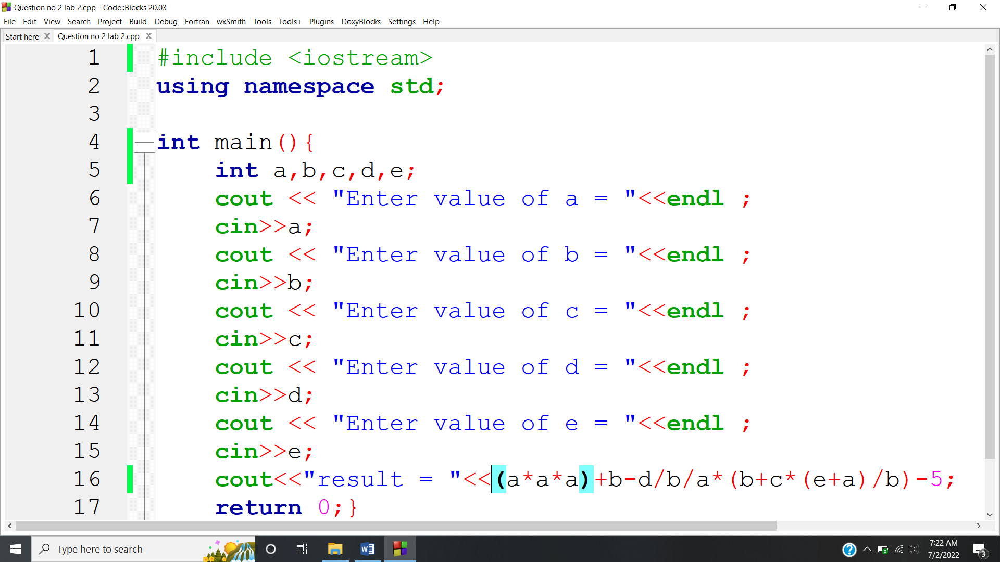 Question no 2 lab 2.cpp - Code::Blocks 20.03
File Edit View Search Project Build Debug Fortran wxSmith Tools Tools+ Plugins DoxyBlocks Settings Help
Start here X Question no 2 lab 2.cpp X
1 #include <iostream>
2 using namespace std;
3
4 int main(){
5 int a,b,c,d,e;
6 cout << "Enter value of a = "<<endl ;
7 cin>>a;
8 cout << "Enter value of b = "<<endl ;
9 cin>>b;
10 cout << "Enter value of c = "<<endl ;
11 cin>>c;
12 cout << "Enter value of d = "<<endl ;
13 cin>>d;
14 cout << "Enter value of e = "<<endl ;
15 cin>>e;
16 cout<<"result = "<<(a*a*a)+b-d/b/a*(b+c*(e+a)/b)-5;
17 return 0;}
Type here to search
7:22 AM
7/2/2022
3